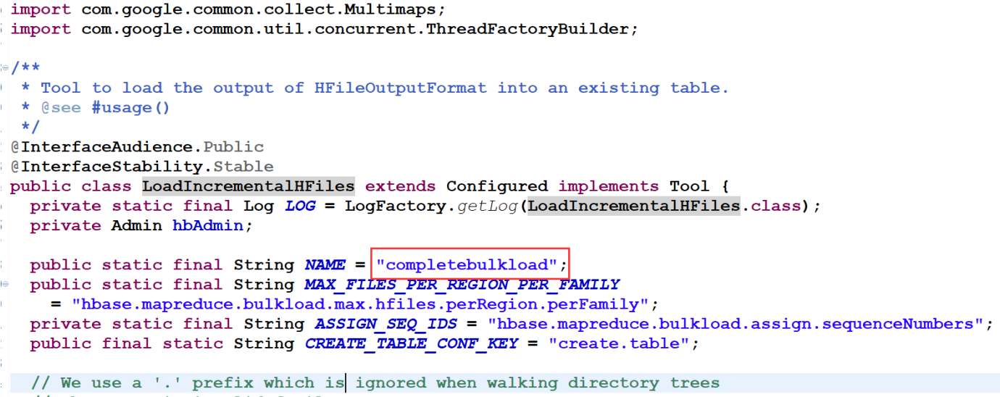 import com.google.common.collect.Multimaps;
import com.google.common.util.concurrent.ThreadFactoryBuilder;
/**
 * Tool to load the output of HFileOutputFormat into an existing table.
 * @see #usage()
 */
@InterfaceAudience.Public
@InterfaceStability.Stable
public class LoadIncrementalHFiles extends Configured implements Tool {
  private static final Log LOG = LogFactory.getLog(LoadIncrementalHFiles.class);
  private Admin hbAdmin;
  public static final String NAME = "completebulkload";
  public static final String MAX_FILES_PER_REGION_PER_FAMILY
    = "hbase.mapreduce.bulkload.max.hfiles.perRegion.perFamily";
  private static final String ASSIGN_SEQ_IDS = "hbase.mapreduce.bulkload.assign.sequenceNumbers";
  public final static String CREATE_TABLE_CONF_KEY = "create.table";
  // We use a '.' prefix which is ignored when walking directory trees